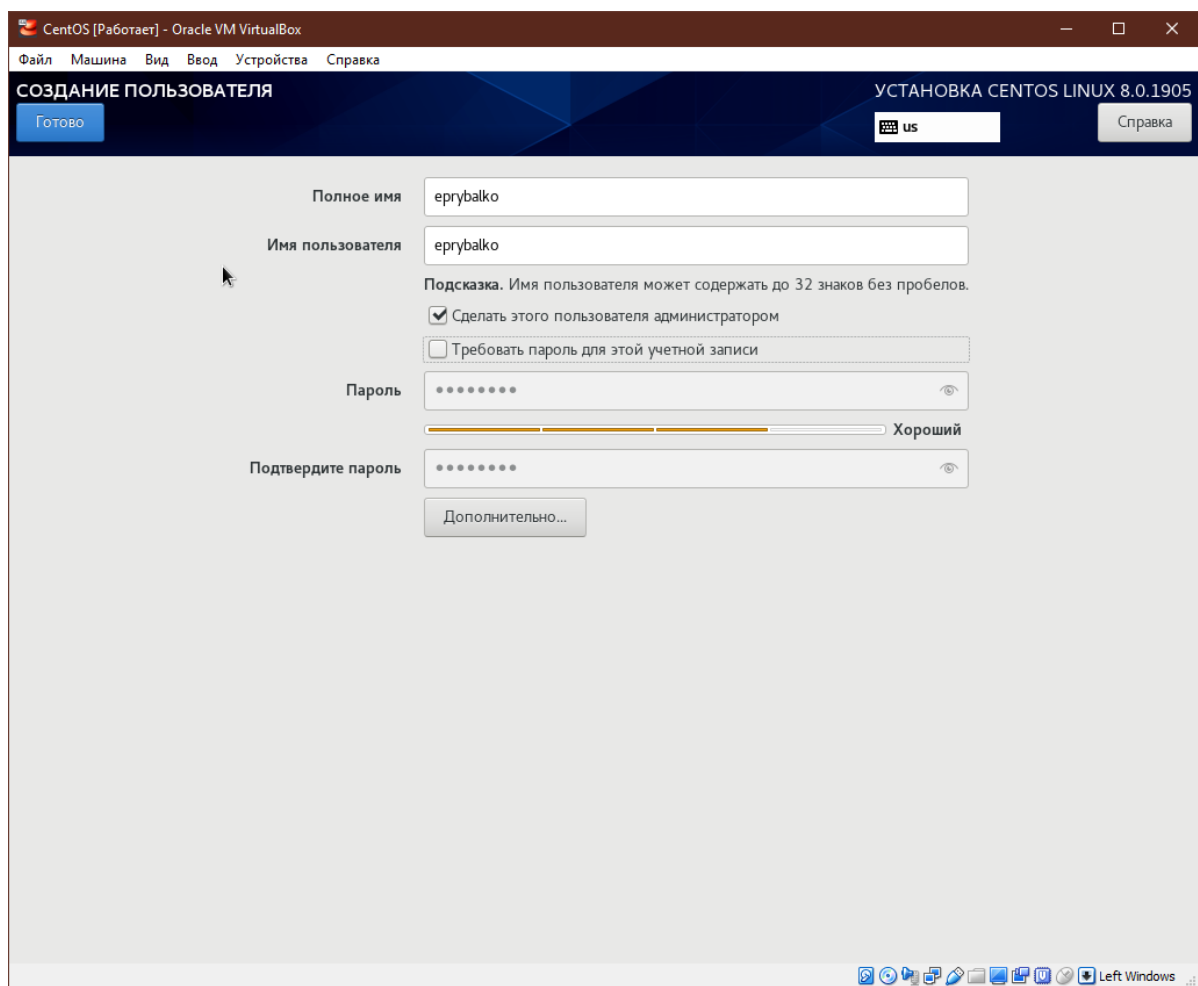 CentOS [Работает] - Oracle VM VirtualBox
Файл Машина Вид Ввод Устройства Справка
СОЗДАНИЕ ПОЛЬЗОВАТЕЛЯ
УСТАНОВКА CENTOS LINUX 8.0.1905
Готово
us
Справка
Полное имя
eprybalko
Имя пользователя
eprybalko
Подсказка. Имя пользователя может содержать до 32 знаков без пробелов.
Сделать этого пользователя администратором
Требовать пароль для этой учетной записи
Пароль
••••••••
Хороший
Подтвердите пароль
••••••••
Дополнительно...
Left Windows